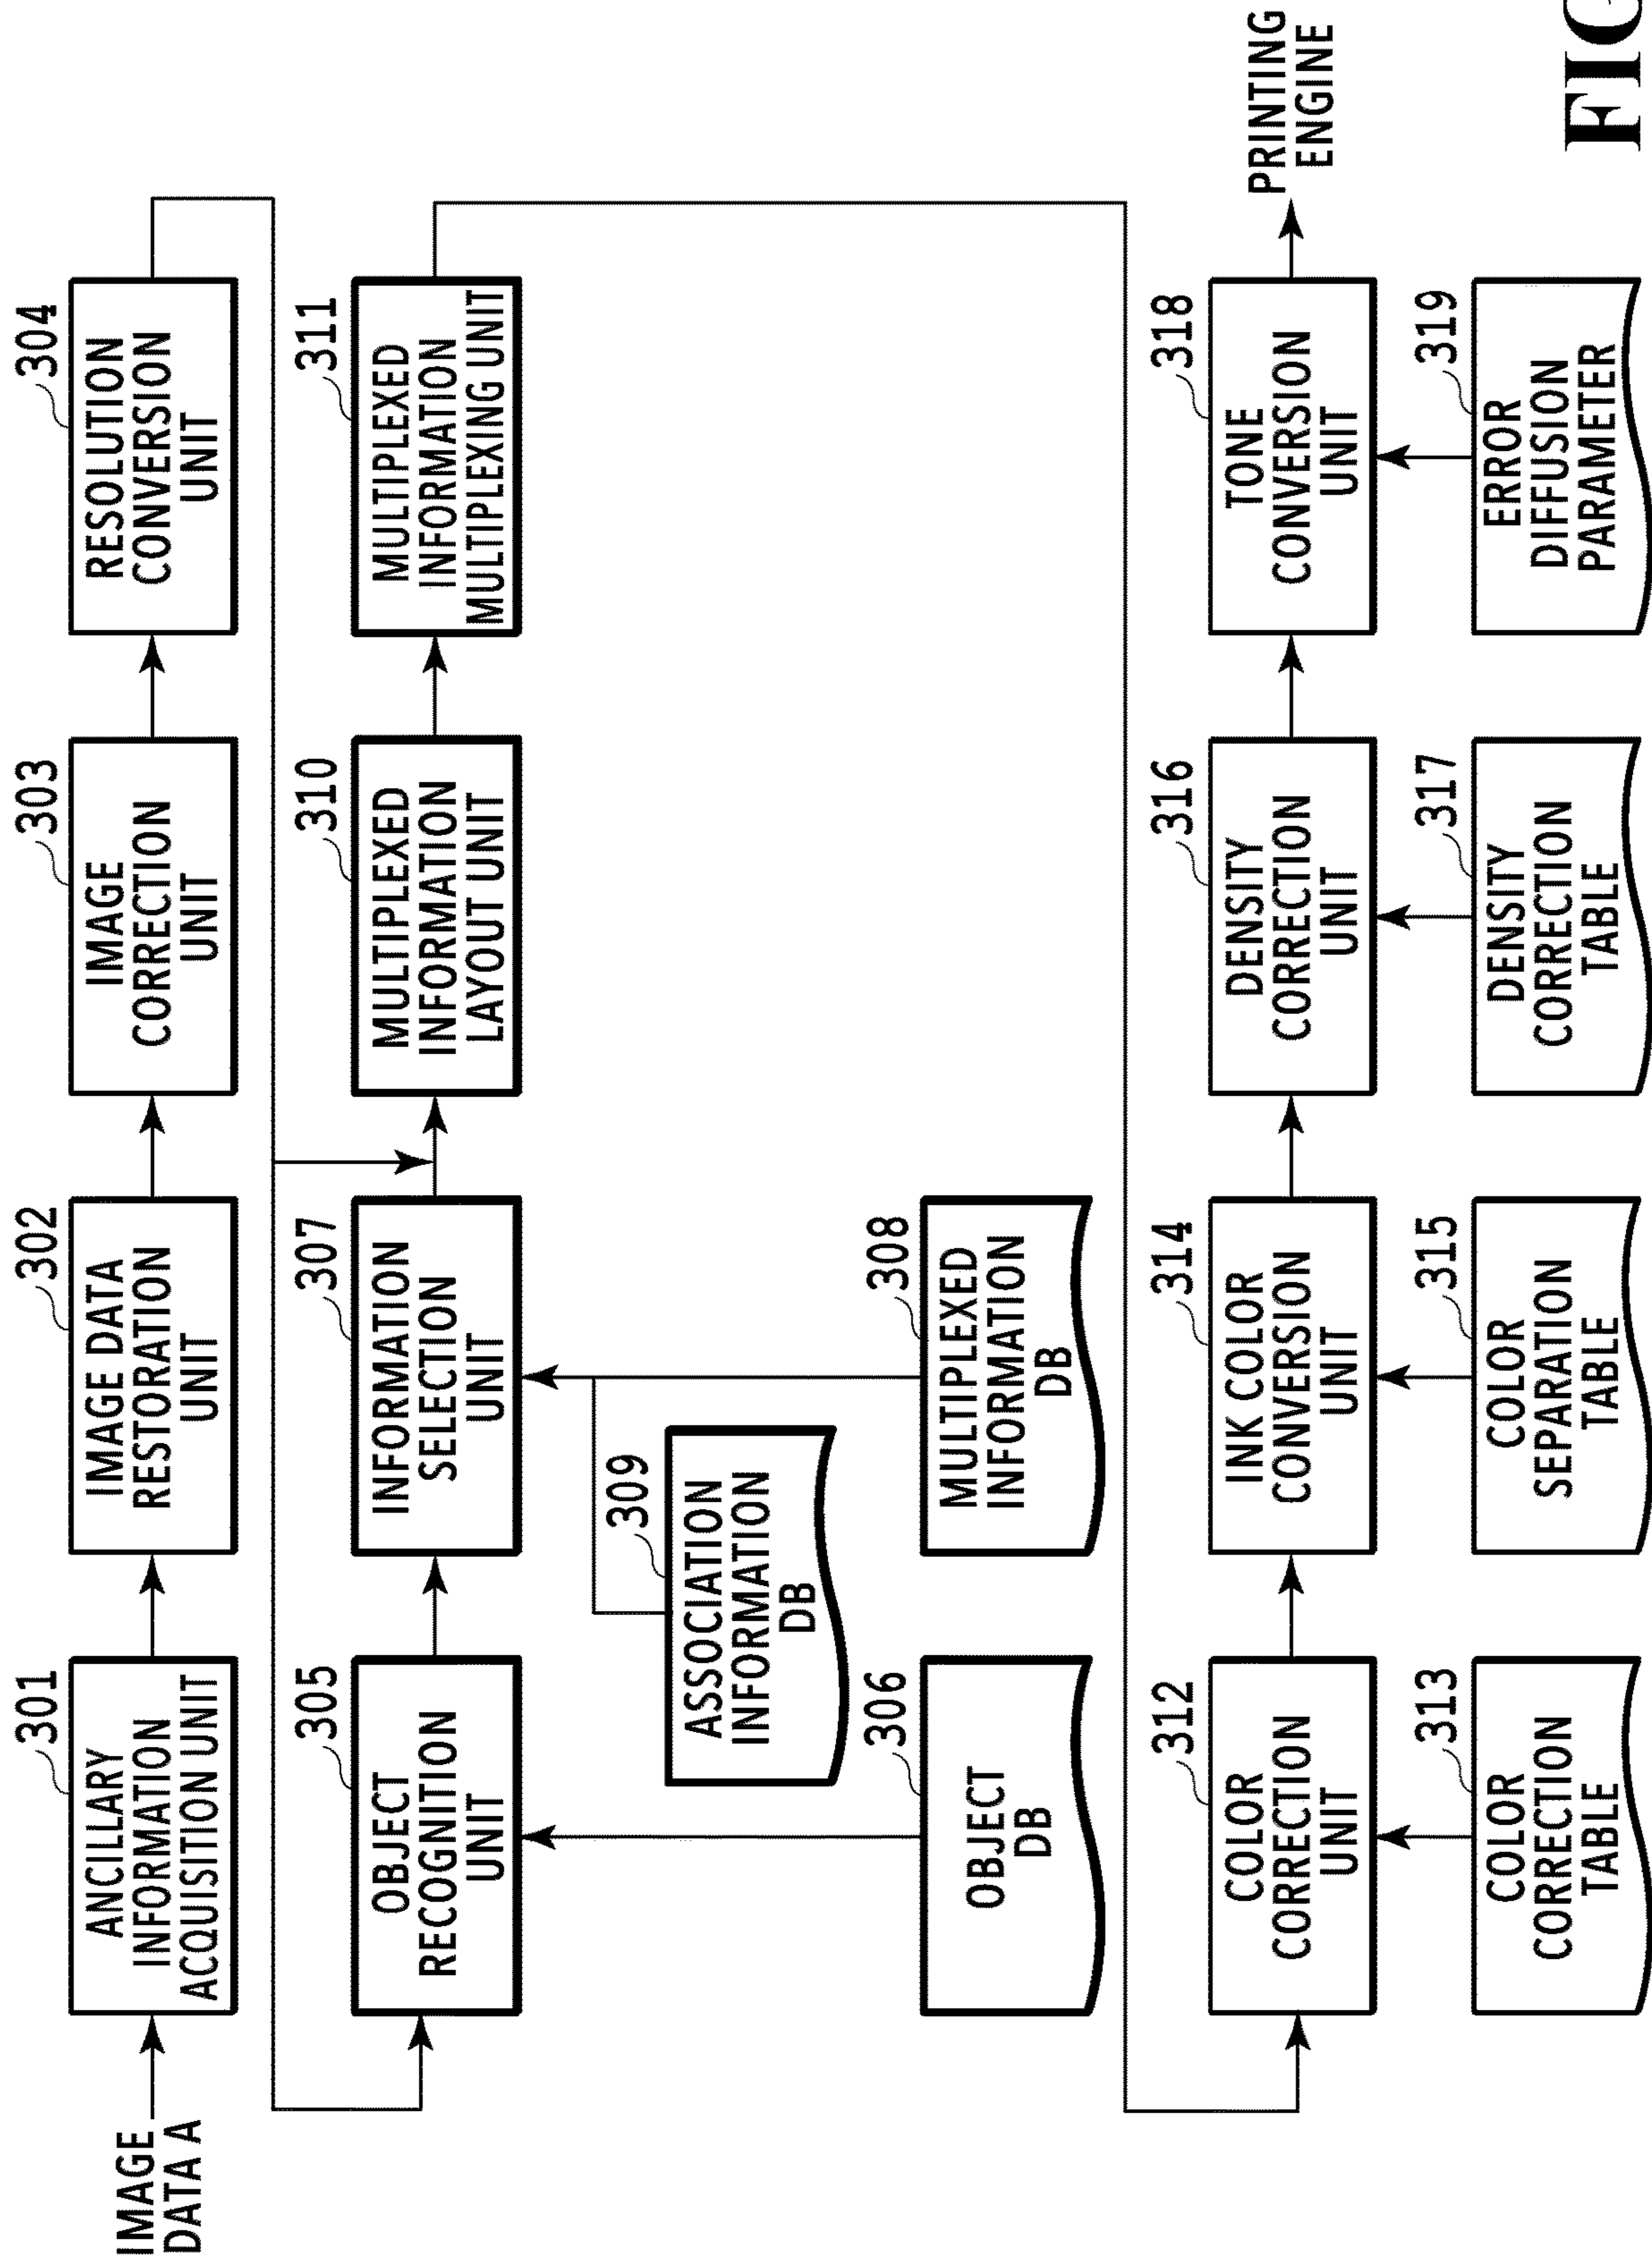 IMAGE
DATA A
301
ANCILLARY
INFORMATION
ACQUISITION UNIT
302
IMAGE DATA
RESTORATION
UNIT
303
IMAGE
CORRECTION
UNIT
304
RESOLUTION
CONVERSION
UNIT
305
OBJECT
RECOGNITION
UNIT
307
INFORMATION
SELECTION
UNIT
310
MULTIPLEXED
INFORMATION
LAYOUT UNIT
311
MULTIPLEXED
INFORMATION
MULTIPLEXING UNIT
309
ASSOCIATION
INFORMATION
DB
306
OBJECT
DB
308
MULTIPLEXED
INFORMATION
DB
312
COLOR
CORRECTION
UNIT
314
INK COLOR
CONVERSION
UNIT
316
DENSITY
CORRECTION
UNIT
318
TONE
CONVERSION
UNIT
PRINTING
ENGINE
313
COLOR
CORRECTION
TABLE
315
COLOR
SEPARATION
TABLE
317
DENSITY
CORRECTION
TABLE
319
ERROR
DIFFUSION
PARAMETER
FIG